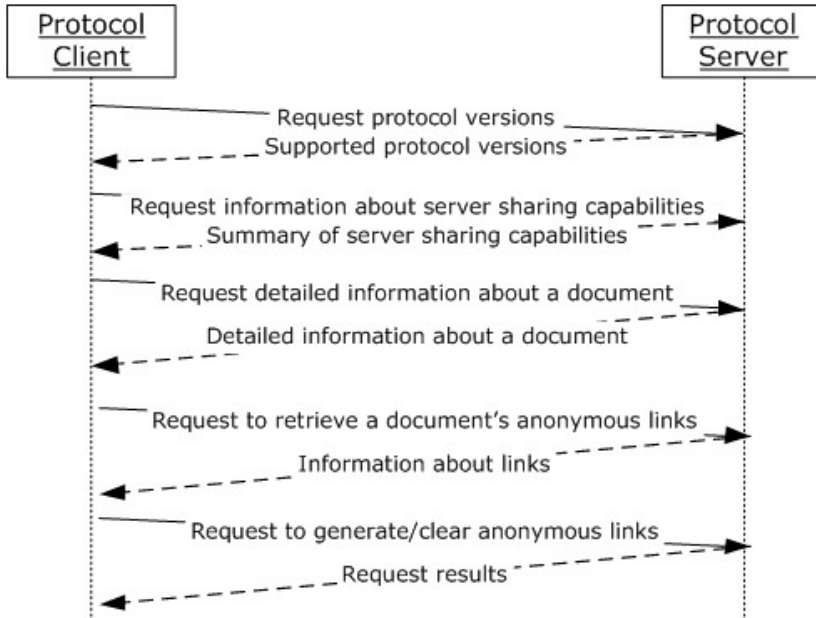 Protocol
Client
Protocol
Server
Request protocol versions
Supported protocol versions
Request information about server sharing capabilities
Summary of server sharing capabilities
Request detailed information about a document
Detailed information about a document
Request to retrieve a document’s anonymous links
Information about links
Request to generate/clear anonymous links
Request results